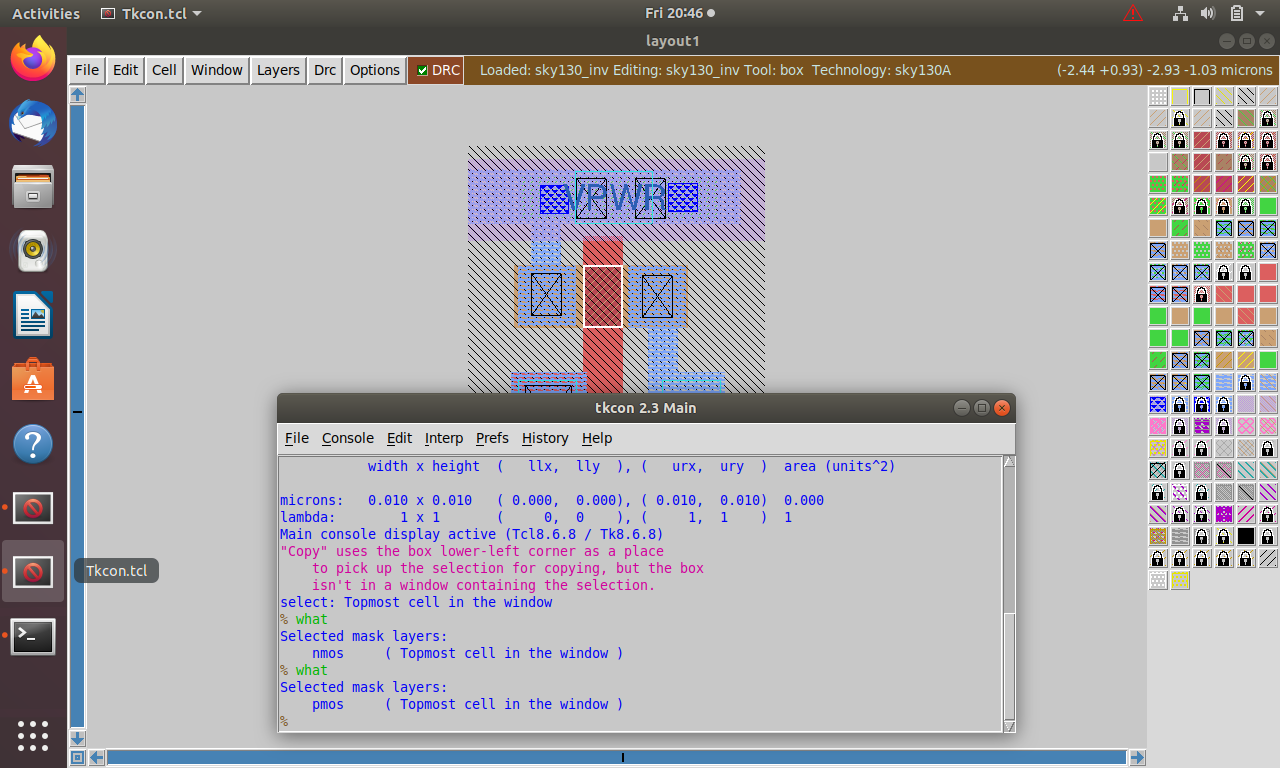 Activities Tkcon.tcl Fri 20:46
layout1
File Edit Cell Window Layers Drc Options DRC Loaded: sky130_inv Editing: sky130_inv Tool: box Technology: sky130A (-2.44 +0.93) -2.93 -1.03 microns
VPWR
tkcon 2.3 Main
File Console Edit Interp Prefs History Help
width x height ( llx, lly ), ( urx, ury ) area (units^2)
microns: 0.010 x 0.010 ( 0.000, 0.000), ( 0.010, 0.010) 0.000
lambda: 1 x 1 ( 0, 0 ), ( 1, 1 ) 1
Main console display active (Tcl8.6.8 / Tk8.6.8)
"Copy" uses the box lower-left corner as a place
to pick up the selection for copying, but the box
isn't in a window containing the selection.
select: Topmost cell in the window
% what
Selected mask layers:
nmos ( Topmost cell in the window )
% what
Selected mask layers:
pmos ( Topmost cell in the window )
%
Tkcon.tcl